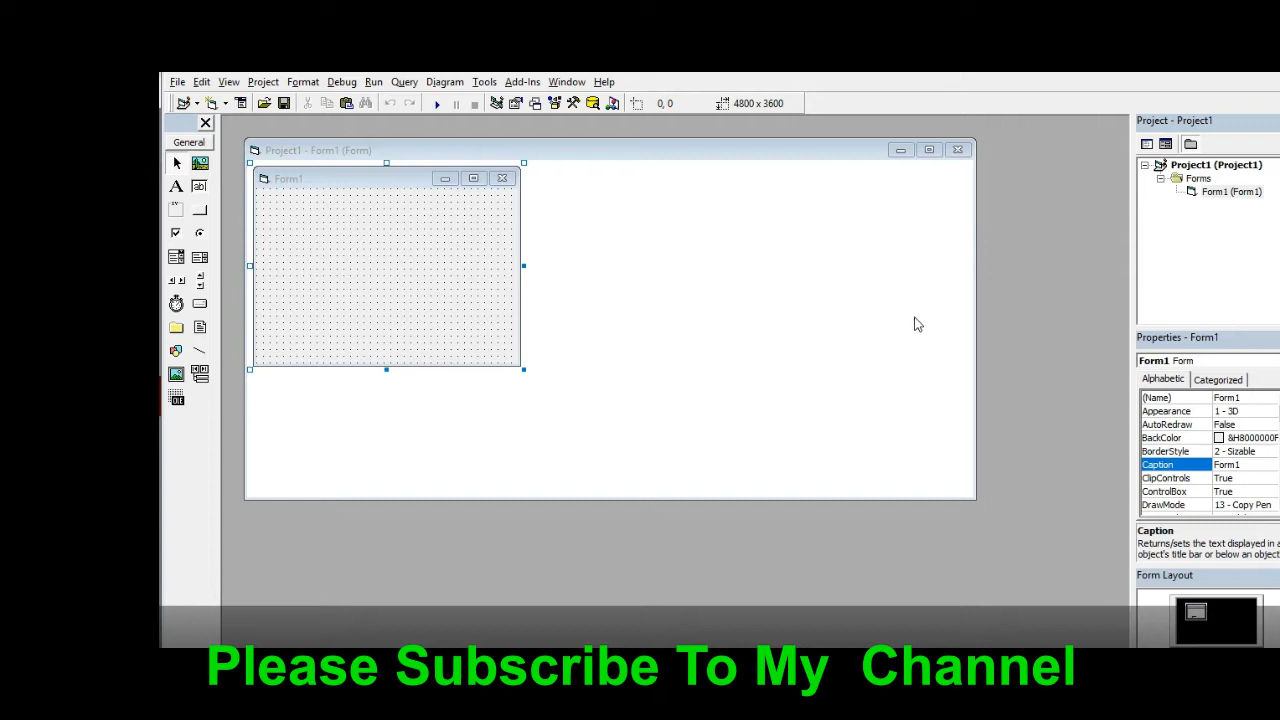 File Edit View Project Format Debug Run Query Diagram Tools Add-Ins Window Help
0, 0 4800 x 3600
General
Project1 - Form1 (Form)
Form1
A
ab|
OLE
Project - Project1
Project1 (Project1)
Forms
Form1 (Form1)
Properties - Form1
Form1 Form
Alphabetic Categorized
(Name) Form1
Appearance 1 - 3D
AutoRedraw False
BackColor &H8000000F
BorderStyle 2 - Sizable
Caption Form1
ClipControls True
ControlBox True
DrawMode 13 - Copy Pen
Caption
Returns/sets the text displayed in a
object's title bar or below an object
Form Layout
Please Subscribe To My Channel